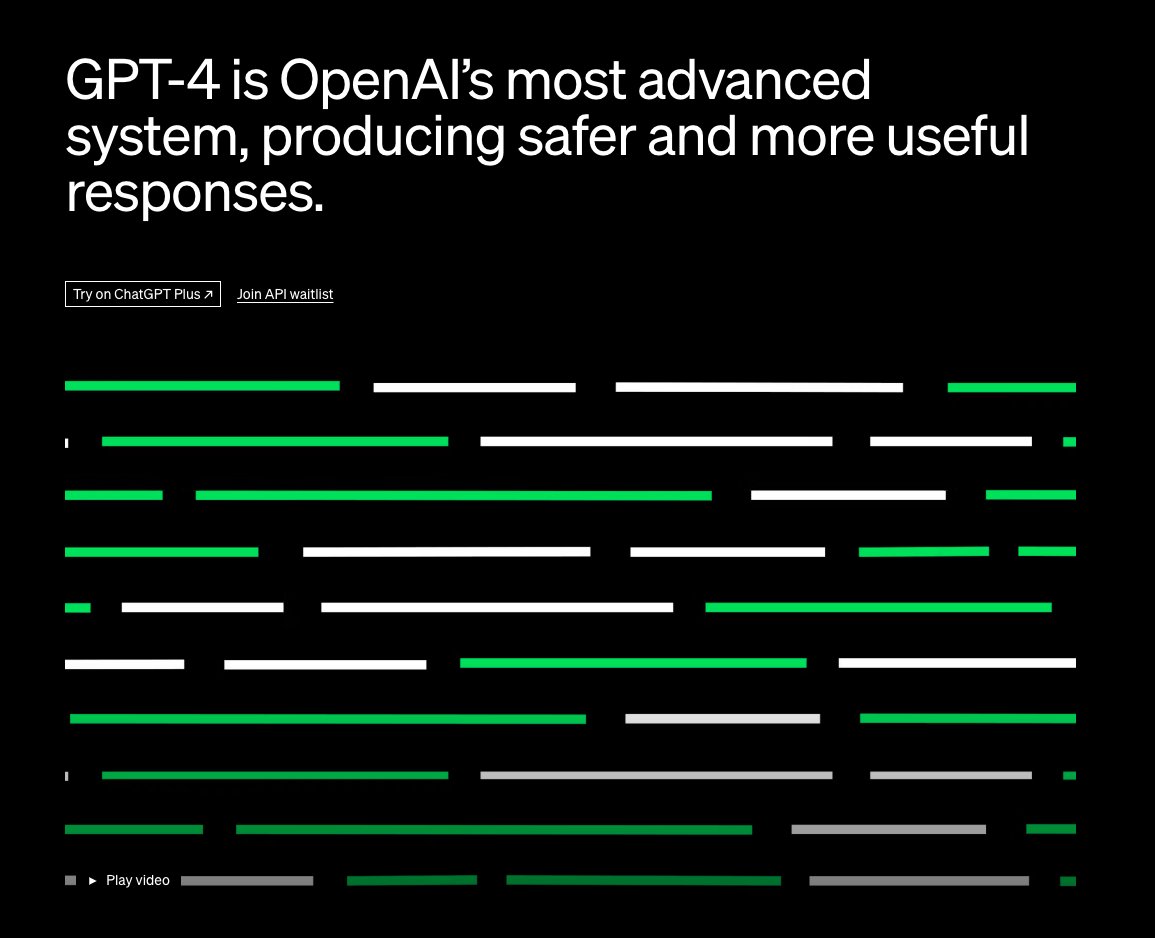 GPT-4 is OpenAI’s most advanced
system, producing safer and more useful
responses.
Try on ChatGPT Plus ↗
Join API waitlist
Play video